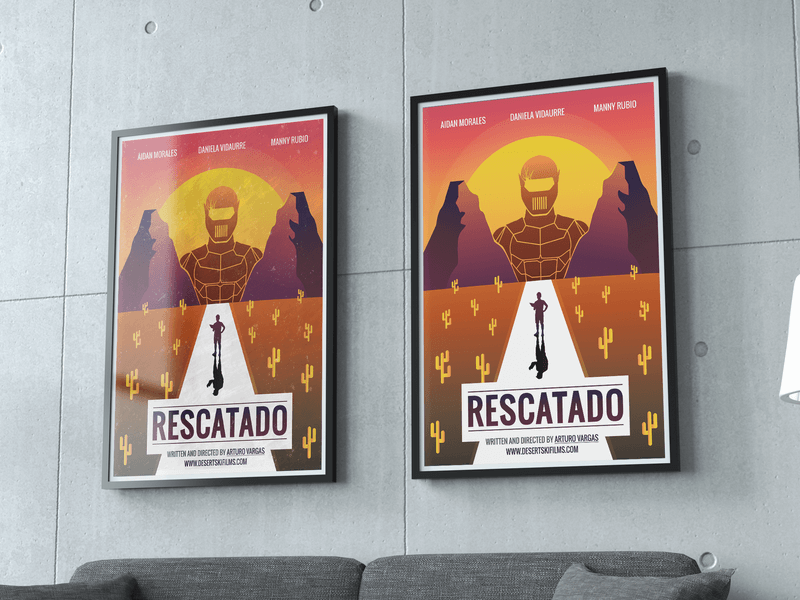 AIDAN MORALES DANIELA VIDAURRE MANNY RUBIO
RESCATADO
WRITTEN AND DIRECTED BY ARTURO VARGAS
WWW.DESERTSKIFILMS.COM
AIDAN MORALES DANIELA VIDAURRE MANNY RUBIO
RESCATADO
WRITTEN AND DIRECTED BY ARTURO VARGAS
WWW.DESERTSKIFILMS.COM